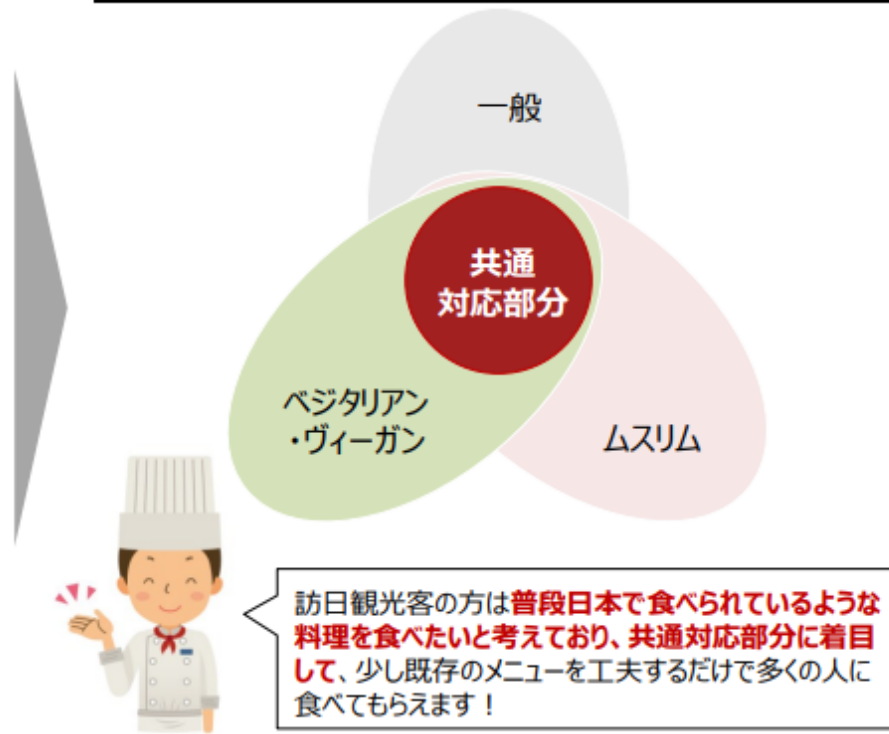 一般
共通
対応部分
ベジタリアン
・ヴィーガン
ムスリム
訪日観光客の方は普段日本で食べられているような
料理を食べたいと考えており、共通対応部分に着目
して、少し既存のメニューを工夫するだけで多くの人に
食べてもらえます！